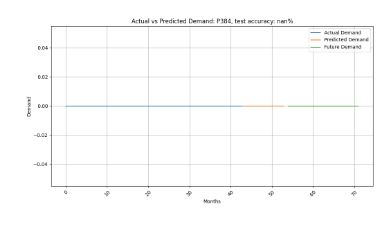 Actual vs Predicted Demand: P384, test accuracy: nan%
Actual Demand
Predicted Demand
Future Demand
0.04
0.02
0.00
−0.02
−0.04
Demand
0
10
20
30
40
50
60
70
Months